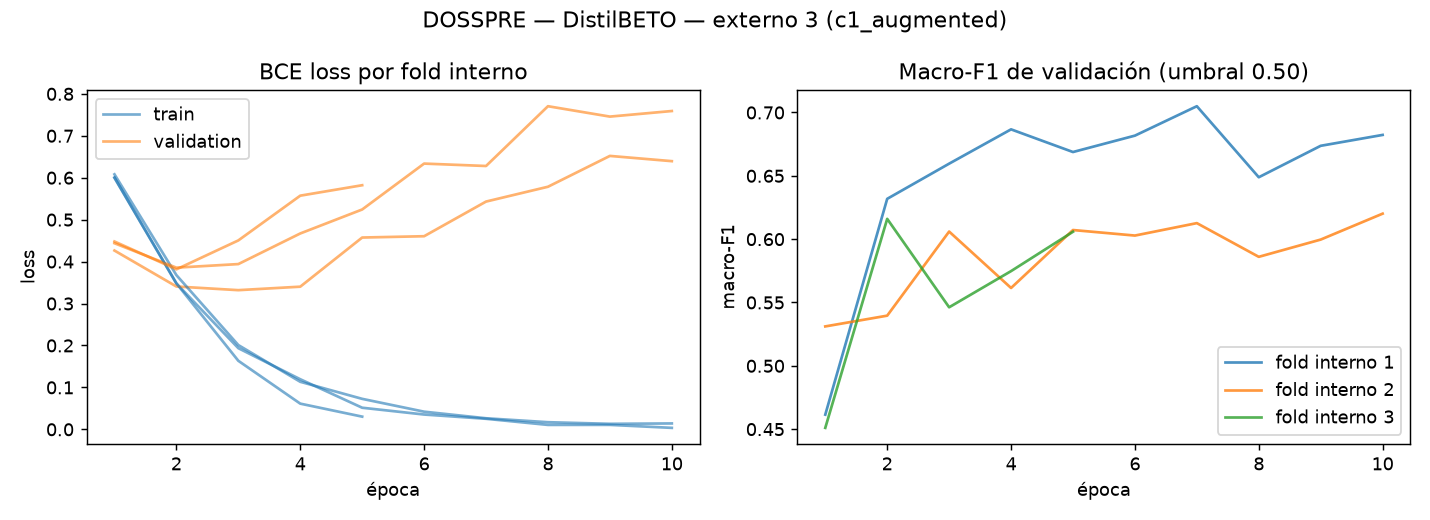 DOSSPRE — DistilBETO — externo 3 (c1_augmented)
BCE loss por fold interno
train
validation
0.8
0.7
0.6
0.5
0.4
0.3
0.2
0.1
0.0
loss
2 4 6 8 10
época
Macro-F1 de validación (umbral 0.50)
0.70
0.65
0.60
0.55
0.50
0.45
macro-F1
fold interno 1
fold interno 2
fold interno 3
2 4 6 8 10
época